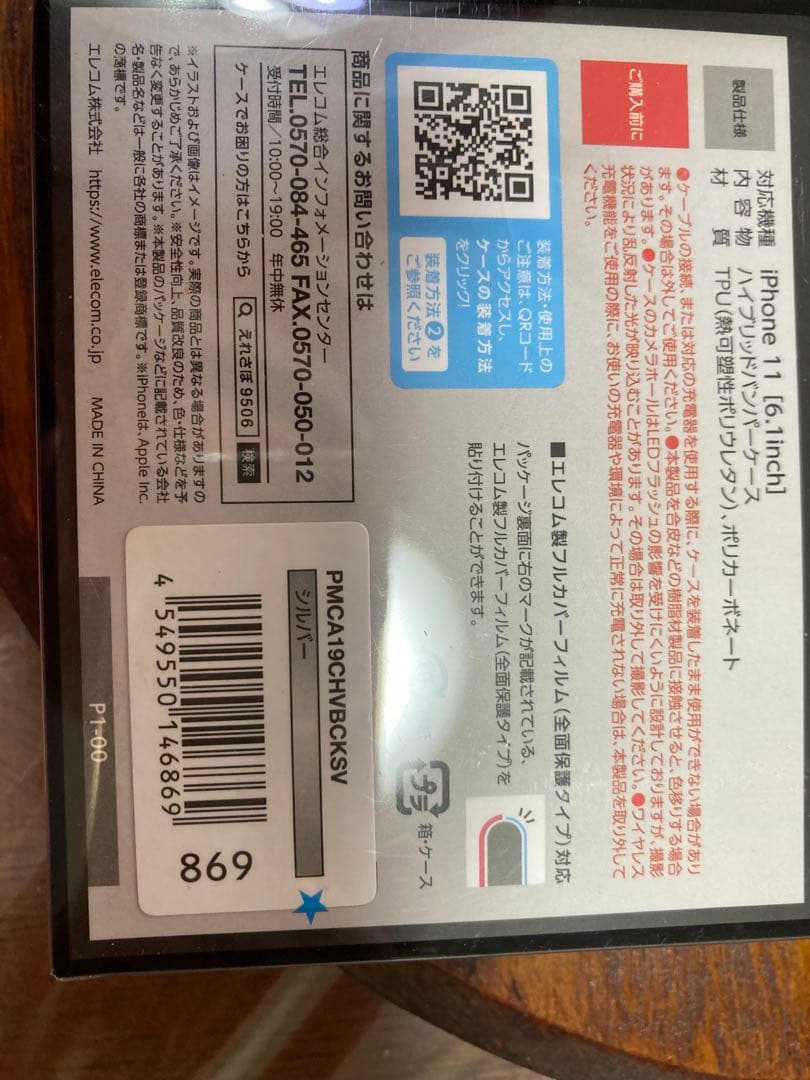 製品仕様
対応機種 iPhone 11 [6.1inch]
内容物 ハイブリッドバンパーケース
材質 TPU(熱可塑性ポリウレタン)、ポリカーボネート
ご購入前に
●ケーブルの接続、または対応の充電器を使用する際に、ケースを装着したまま使用ができない場合があり
ます。その場合は外してご使用ください。●本製品を合皮などの樹脂材製品に接触させると、色移りする場合
があります。●ケースのカメラホールはLEDフラッシュの影響を受けにくいように設計しておりますが、撮影
状況により乱反射した光が映り込むことがあります。その場合は取り外して撮影してください。●ワイヤレス
充電機能をご使用の際に、お使いの充電器や環境によって正常に充電されない場合は、本製品を取り外して
ください。
装着方法・使用上の
ご注意は、QRコード
からアクセスし、
ケースの装着方法
をクリック!
装着方法②を
ご参照ください
■エレコム製フルカバーフィルム(全面保護タイプ)対応
パッケージ裏面に右のマークが記載されている、
エレコム製フルカバーフィルム(全面保護タイプ)を
貼り付けることができます。
商品に関するお問い合わせは
エレコム総合インフォメーションセンター
TEL.0570-084-465 FAX.0570-050-012
受付時間/10:00~19:00 年中無休
ケースでお困りの方はこちらから えれさぽ9506 検索
プラ 箱・ケース
※イラストおよび画像はイメージです。実際の商品とは異なる場合がありますの
で、あらかじめご了承ください。※安全性向上、品質改良のため、色・仕様などを予
告なく変更することがあります。※本製品のパッケージなどに記載されている会社
名・製品名などは一般に各社の商標または登録商標です。※iPhoneは、Apple Inc.
の商標です。
エレコム株式会社 https://www.elecom.co.jp MADE IN CHINA
PMCA19CHVBCKSV
シルバー
4 549550 146869
869
P1-00